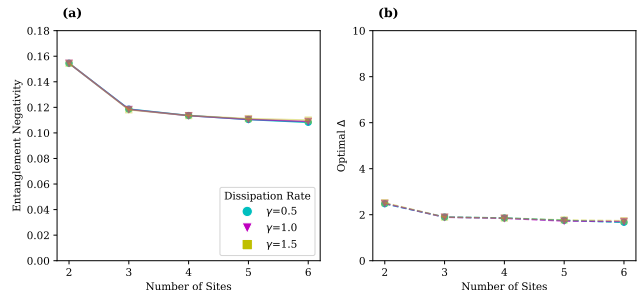 (a)
Entanglement Negativity
0.18
0.16
0.14
0.12
0.10
0.08
0.06
0.04
0.02
0.00
2
3
4
5
6
Number of Sites
Dissipation Rate
γ=0.5
γ=1.0
γ=1.5
(b)
Optimal Δ
10
8
6
4
2
0
2
3
4
5
6
Number of Sites